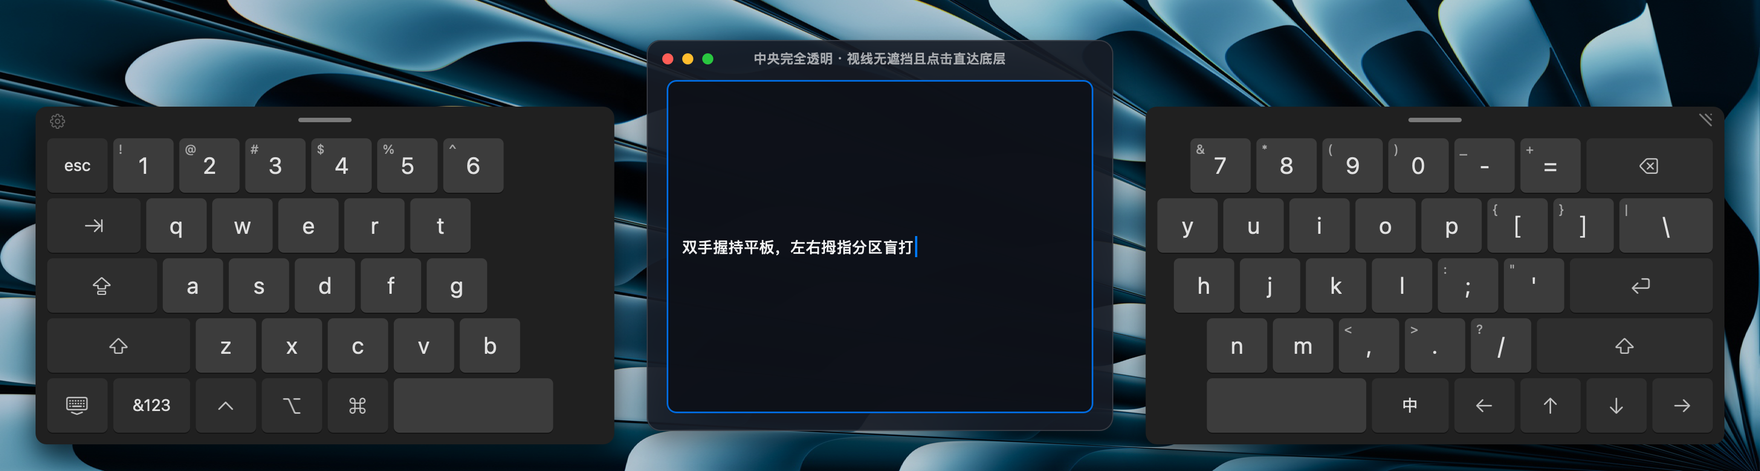 中央完全透明 · 视线无遮挡且点击直达底层
双手握持平板，左右拇指分区盲打
esc ! 1 @ 2 # 3 $ 4 % 5 ^ 6
q w e r t
a s d f g
z x c v b
&123
& 7 * 8 ( 9 ) 0 _ - + =
y u i o p { [ } ] | \
h j k l : ; " '
n m < , > . ? /
中